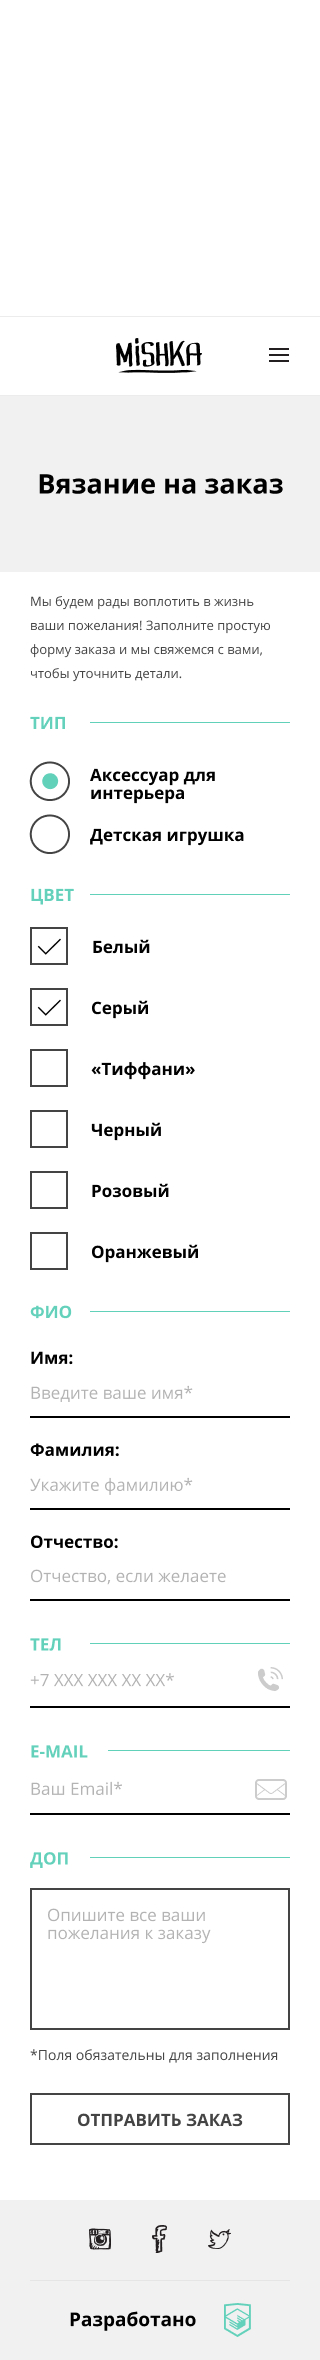 MiSHKA
Вязание на заказ
Мы будем рады воплотить в жизнь
ваши пожелания! Заполните простую
форму заказа и мы свяжемся с вами,
чтобы уточнить детали.
ТИП
Аксессуар для
интерьера
Детская игрушка
ЦВЕТ
Белый
Серый
«Тиффани»
Черный
Розовый
Оранжевый
ФИО
Имя:
Введите ваше имя*
Фамилия:
Укажите фамилию*
Отчество:
Отчество, если желаете
ТЕЛ
+7 XXX XXX XX XX*
E-MAIL
Ваш Email*
ДОП
Опишите все ваши
пожелания к заказу
*Поля обязательны для заполнения
ОТПРАВИТЬ ЗАКАЗ
Разработано